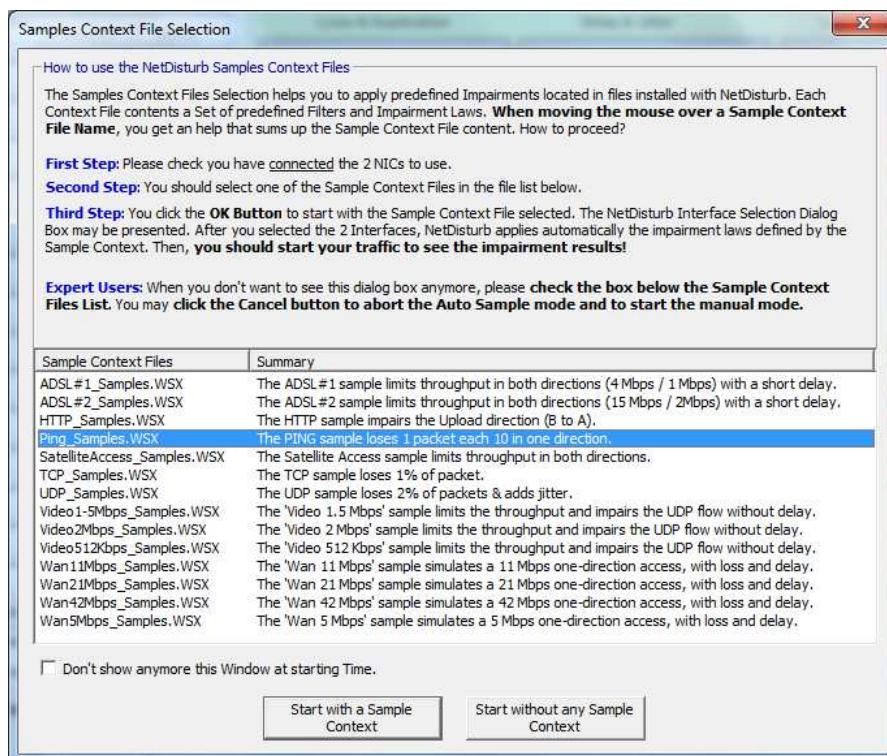 Samples Context File Selection
How to use the NetDisturb Samples Context Files
The Samples Context Files Selection helps you to apply predefined Impairments located in files installed with NetDisturb. Each
Context File contents a Set of predefined Filters and Impairment Laws. When moving the mouse over a Sample Context
File Name, you get an help that sums up the Sample Context File content. How to proceed?
First Step: Please check you have connected the 2 NICs to use.
Second Step: You should select one of the Sample Context Files in the file list below.
Third Step: You click the OK Button to start with the Sample Context File selected. The NetDisturb Interface Selection Dialog
Box may be presented. After you selected the 2 Interfaces, NetDisturb applies automatically the impairment laws defined by the
Sample Context. Then, you should start your traffic to see the impairment results!
Expert Users: When you don't want to see this dialog box anymore, please check the box below the Sample Context
Files List. You may click the Cancel button to abort the Auto Sample mode and to start the manual mode.
Sample Context Files Summary
ADSL#1_Samples.WSX The ADSL#1 sample limits throughput in both directions (4 Mbps / 1 Mbps) with a short delay.
ADSL#2_Samples.WSX The ADSL#2 sample limits throughput in both directions (15 Mbps / 2Mbps) with a short delay.
HTTP_Samples.WSX The HTTP sample impairs the Upload direction (B to A).
Ping_Samples.WSX The PING sample loses 1 packet each 10 in one direction.
SatelliteAccess_Samples.WSX The Satellite Access sample limits throughput in both directions.
TCP_Samples.WSX The TCP sample loses 1% of packet.
UDP_Samples.WSX The UDP sample loses 2% of packets & adds jitter.
Video1-5Mbps_Samples.WSX The 'Video 1.5 Mbps' sample limits the throughput and impairs the UDP flow without delay.
Video2Mbps_Samples.WSX The 'Video 2 Mbps' sample limits the throughput and impairs the UDP flow without delay.
Video512Kbps_Samples.WSX The 'Video 512 Kbps' sample limits the throughput and impairs the UDP flow without delay.
Wan11Mbps_Samples.WSX The 'Wan 11 Mbps' sample simulates a 11 Mbps one-direction access, with loss and delay.
Wan21Mbps_Samples.WSX The 'Wan 21 Mbps' sample simulates a 21 Mbps one-direction access, with loss and delay.
Wan42Mbps_Samples.WSX The 'Wan 42 Mbps' sample simulates a 42 Mbps one-direction access, with loss and delay.
Wan5Mbps_Samples.WSX The 'Wan 5 Mbps' sample simulates a 5 Mbps one-direction access, with loss and delay.
Don't show anymore this Window at starting Time.
Start with a Sample
Context
Start without any Sample
Context